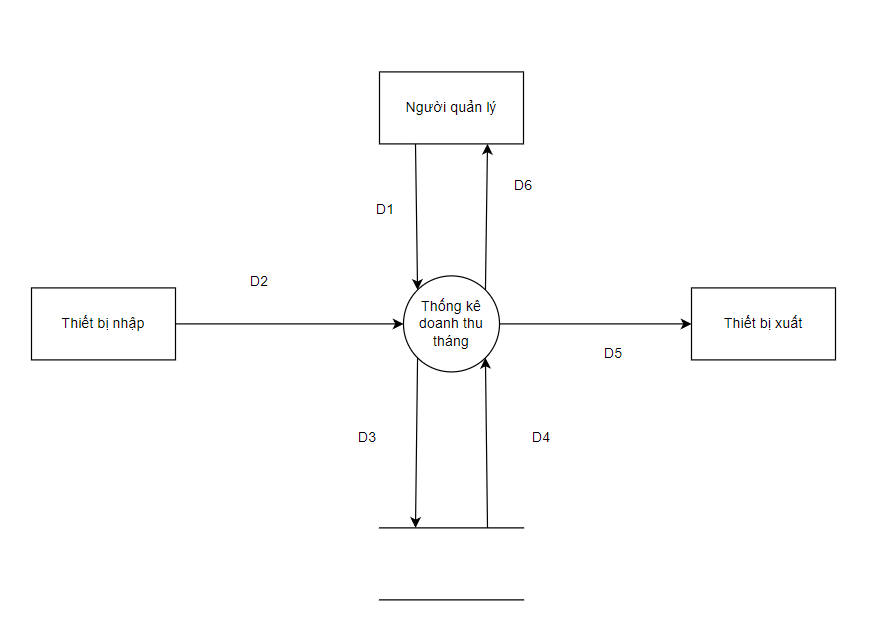 Người quản lý
D6
D1
D2
Thiết bị nhập
Thống kê
doanh thu
tháng
Thiết bị xuất
D5
D3
D4